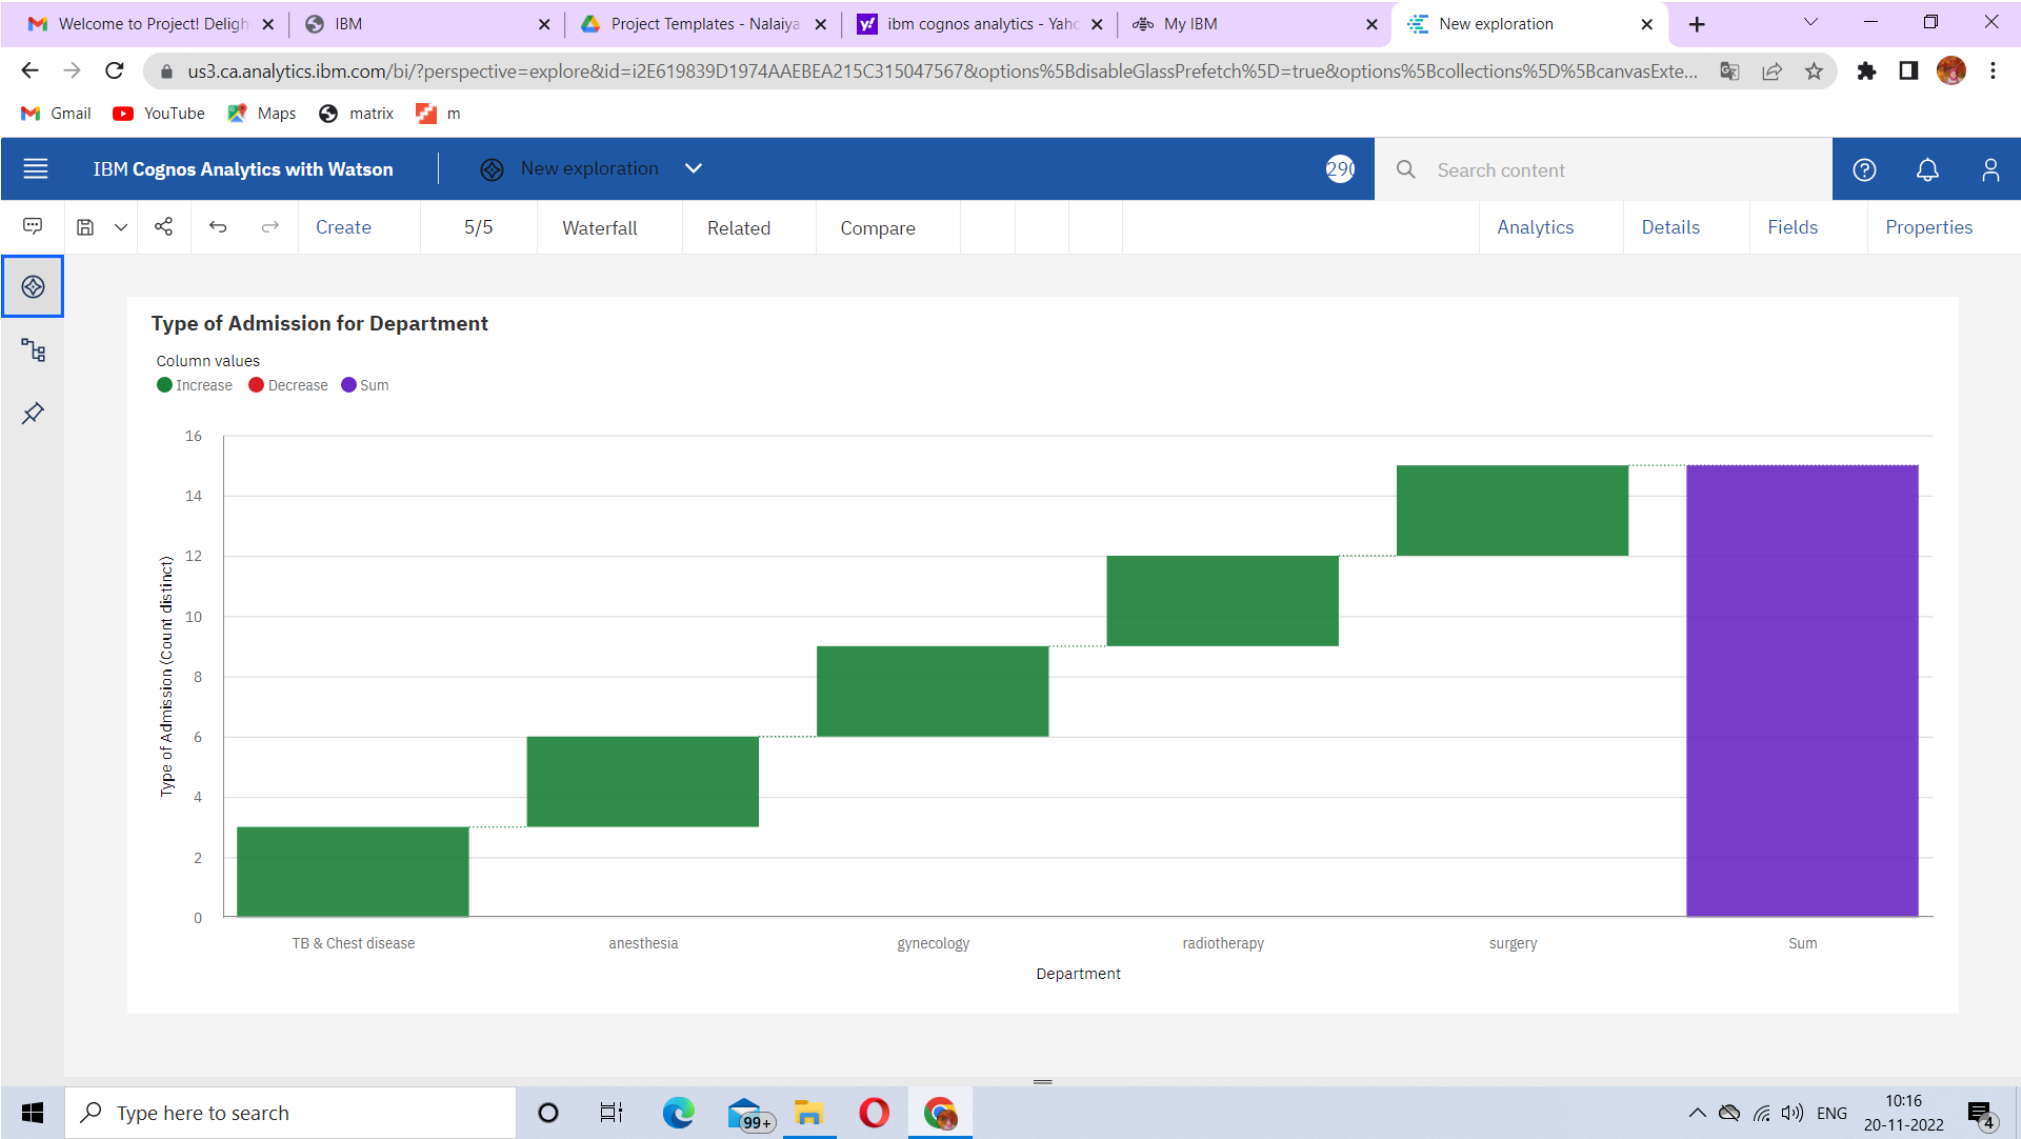 Welcome to Project! Deligh
IBM
Project Templates - Nalaiya
ibm cognos analytics - Yaho
My IBM
New exploration
us3.ca.analytics.ibm.com/bi/?perspective=explore&id=i2E619839D1974AAEBEA215C315047567&options%5BdisableGlassPrefetch%5D=true&options%5Bcollections%5D%5BcanvasExte...
Gmail YouTube Maps matrix m
IBM Cognos Analytics with Watson New exploration 290 Search content
Create 5/5 Waterfall Related Compare Analytics Details Fields Properties
Type of Admission for Department
Column values
Increase Decrease Sum
16
14
12
10
8
6
4
2
0
Type of Admission (Count distinct)
TB & Chest disease anesthesia gynecology radiotherapy surgery Sum
Department
Type here to search
99+
ENG
10:16
20-11-2022
4